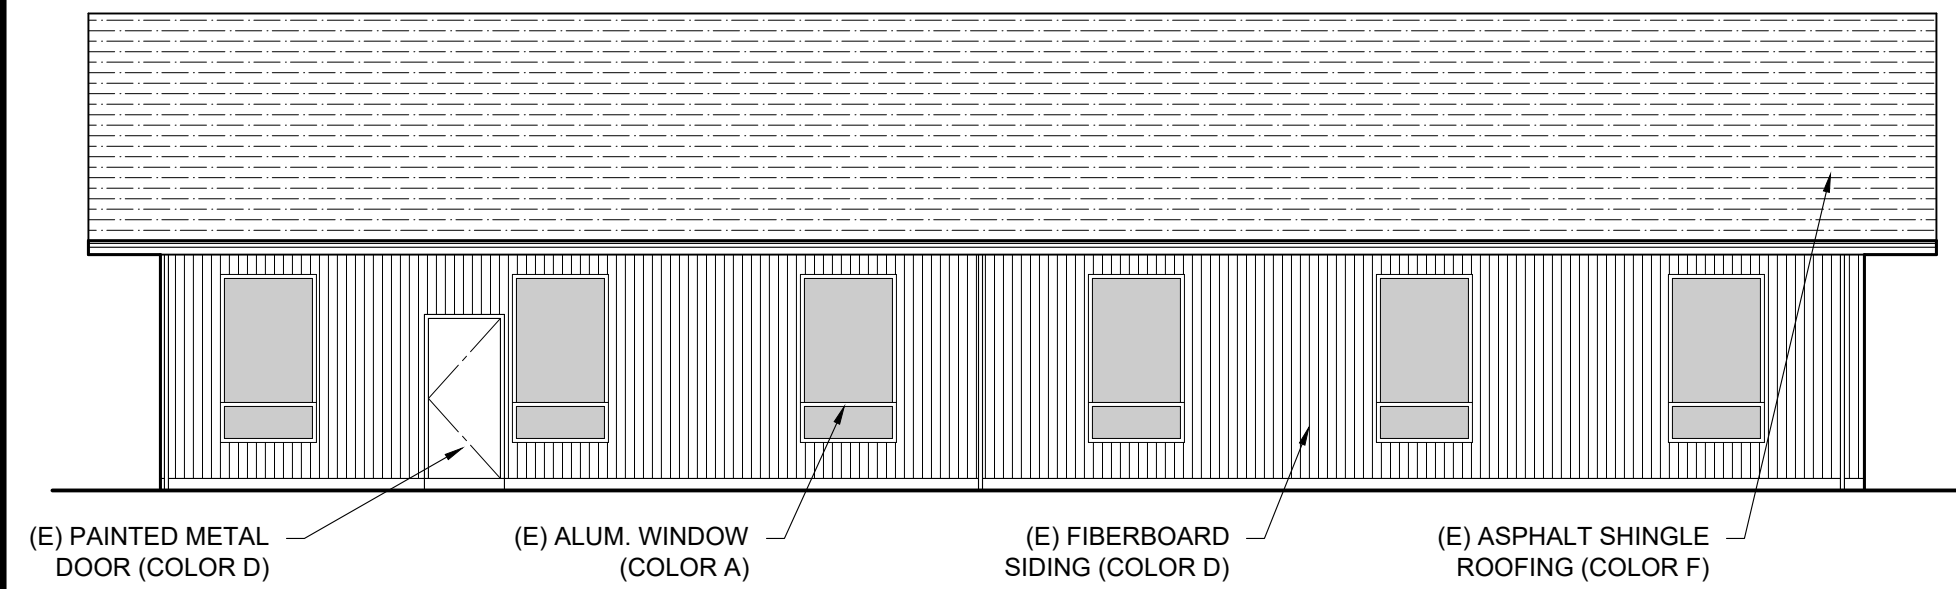 (E) PAINTED METAL
DOOR (COLOR D)
(E) ALUM. WINDOW
(COLOR A)
(E) FIBERBOARD
SIDING (COLOR D)
(E) ASPHALT SHINGLE
ROOFING (COLOR F)